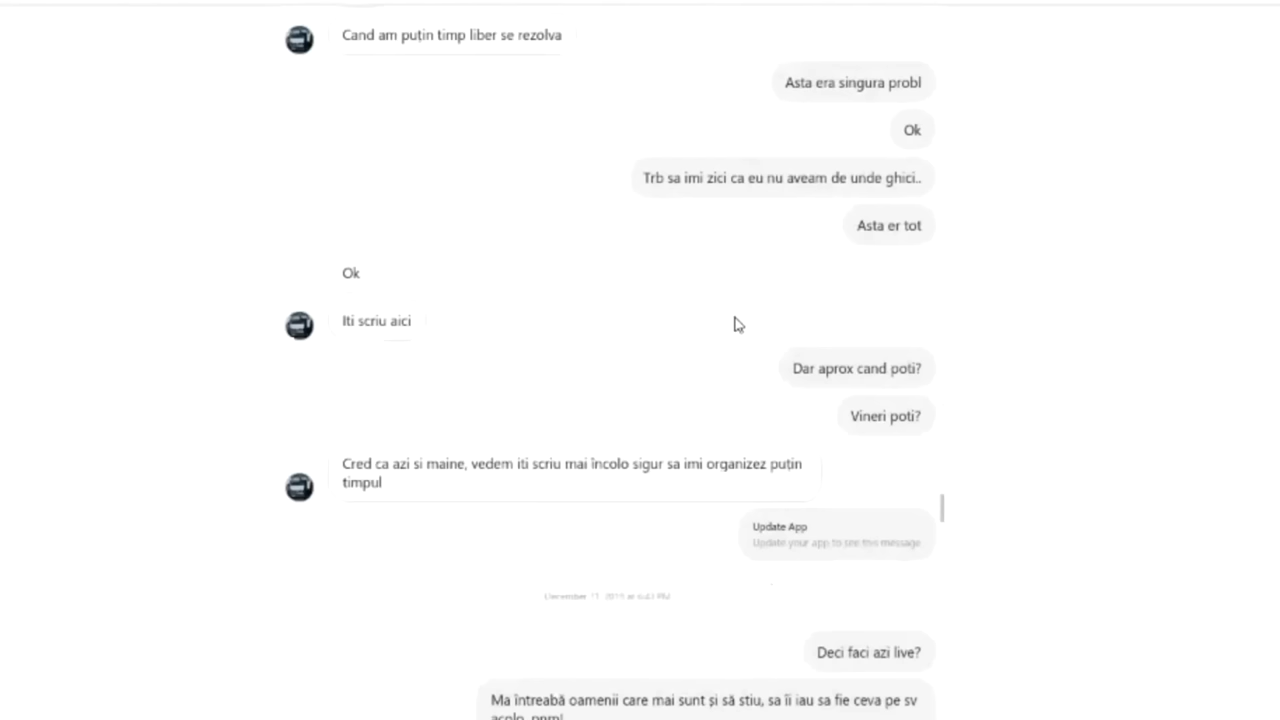 Cand am puțin timp liber se rezolva
Asta era singura probl
Ok
Trb sa imi zici ca eu nu aveam de unde ghici..
Asta er tot
Ok
Iti scriu aici
Dar aprox cand poti?
Vineri poti?
Cred ca azi si maine, vedem iti scriu mai încolo sigur sa imi organizez puțin
timpul
Update App
Update your app to see this message
Deci faci azi live?
Ma întreabă oamenii care mai sunt și să stiu, sa îi iau sa fie ceva pe sv